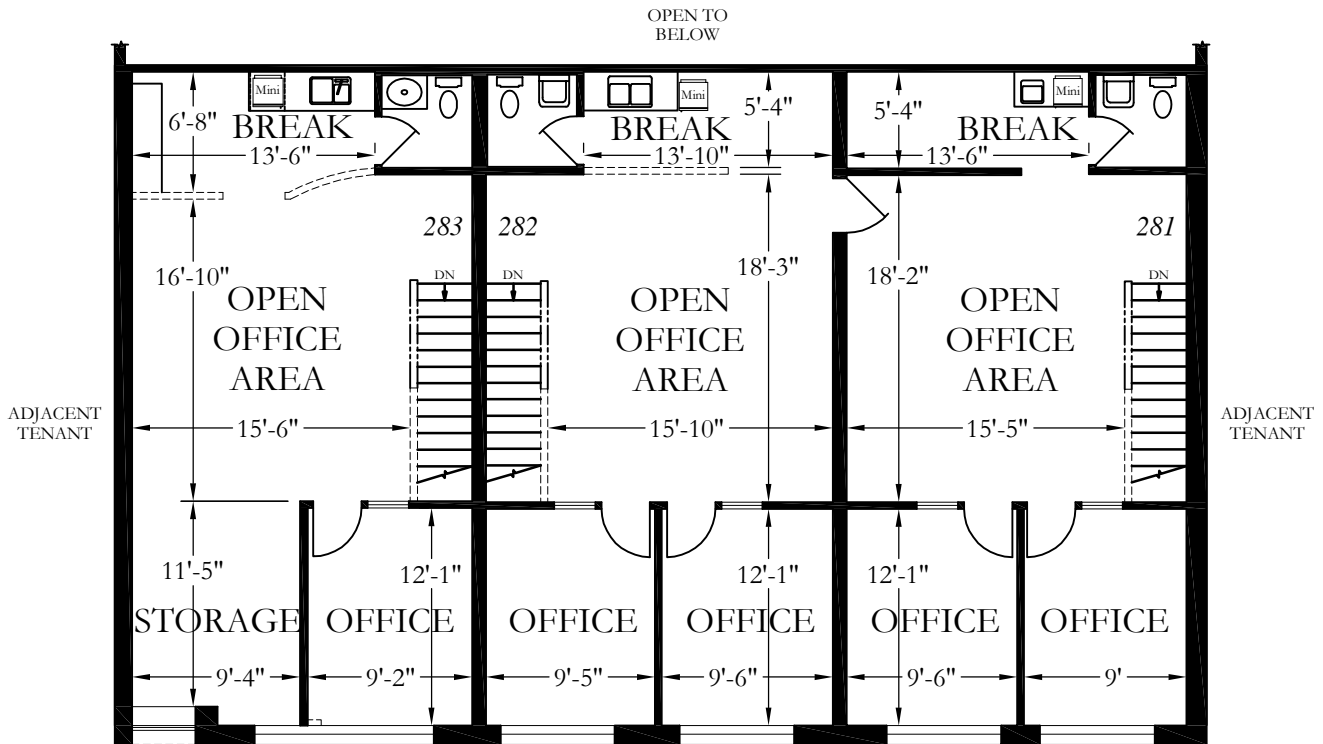 OPEN TO
BELOW
Mini
Mini
Mini
6'-8"
5'-4"
5'-4"
BREAK
BREAK
BREAK
13'-6"
13'-10"
13'-6"
283
282
281
16'-10"
18'-3"
18'-2"
DN
DN
DN
OPEN
OFFICE
AREA
OPEN
OFFICE
AREA
OPEN
OFFICE
AREA
ADJACENT
TENANT
ADJACENT
TENANT
15'-6"
15'-10"
15'-5"
11'-5"
12'-1"
12'-1"
12'-1"
STORAGE
OFFICE
OFFICE
OFFICE
OFFICE
OFFICE
9'-4"
9'-2"
9'-5"
9'-6"
9'-6"
9'